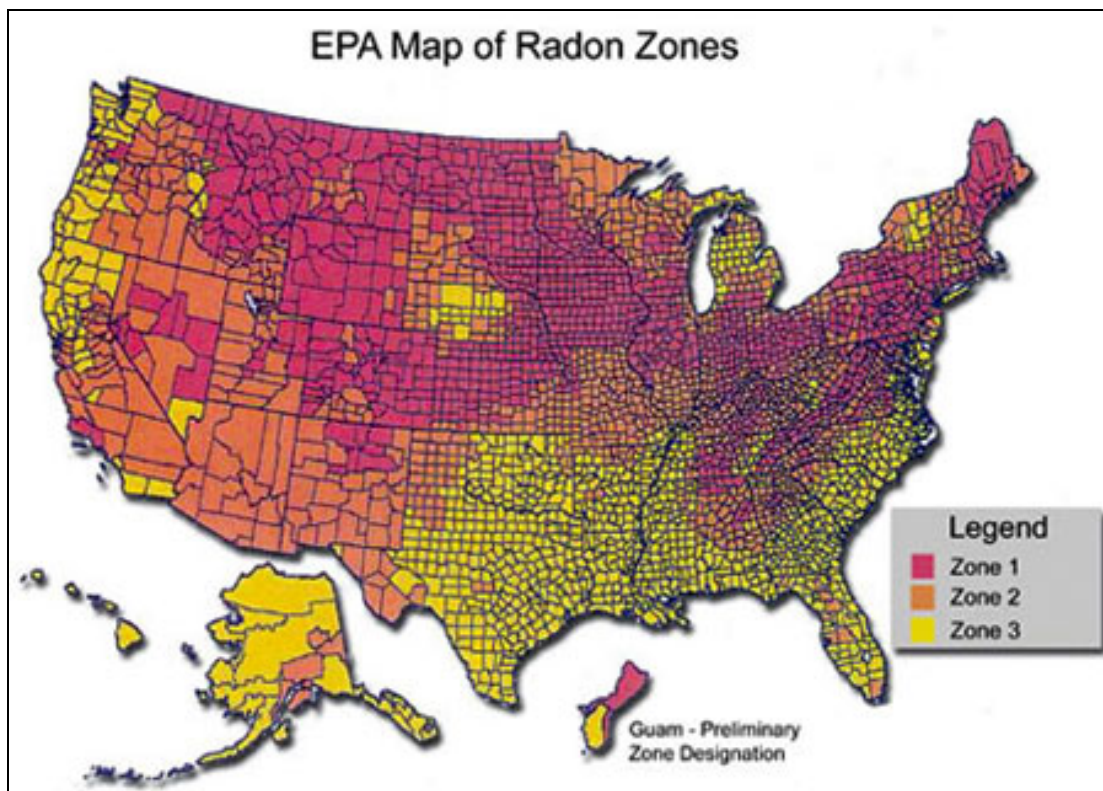 EPA Map of Radon Zones
Legend
Zone 1
Zone 2
Zone 3
Guam - Preliminary
Zone Designation